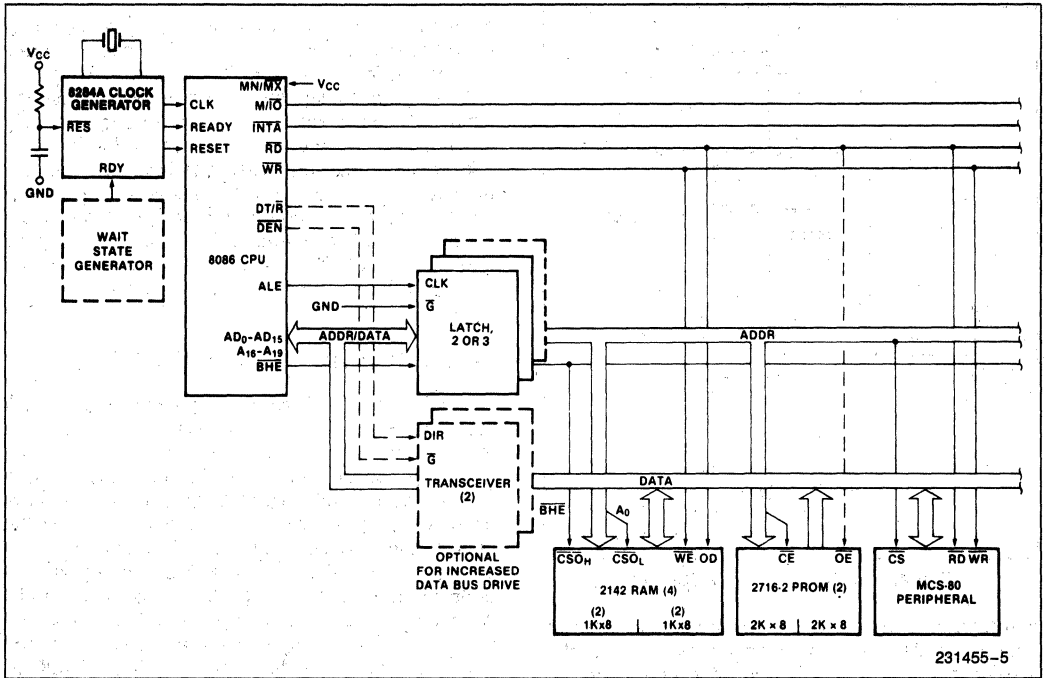 VCC
8284A CLOCK
GENERATOR
RES
RDY
GND
WAIT
STATE
GENERATOR
CLK
READY
RESET
8086 CPU
MN/MX
VCC
M/IO
INTA
RD
WR
DT/R
DEN
ALE
AD0-AD15
A16-A19
BHE
ADDR/DATA
GND
CLK
G
LATCH,
2 OR 3
ADDR
DIR
G
TRANSCEIVER
(2)
OPTIONAL
FOR INCREASED
DATA BUS DRIVE
DATA
BHE
A0
CSOH
CSOL
WE OD
2142 RAM (4)
(2)
1Kx8
(2)
1Kx8
CE
OE
2716-2 PROM (2)
2K × 8
2K × 8
CS
RD WR
MCS-80
PERIPHERAL
231455-5